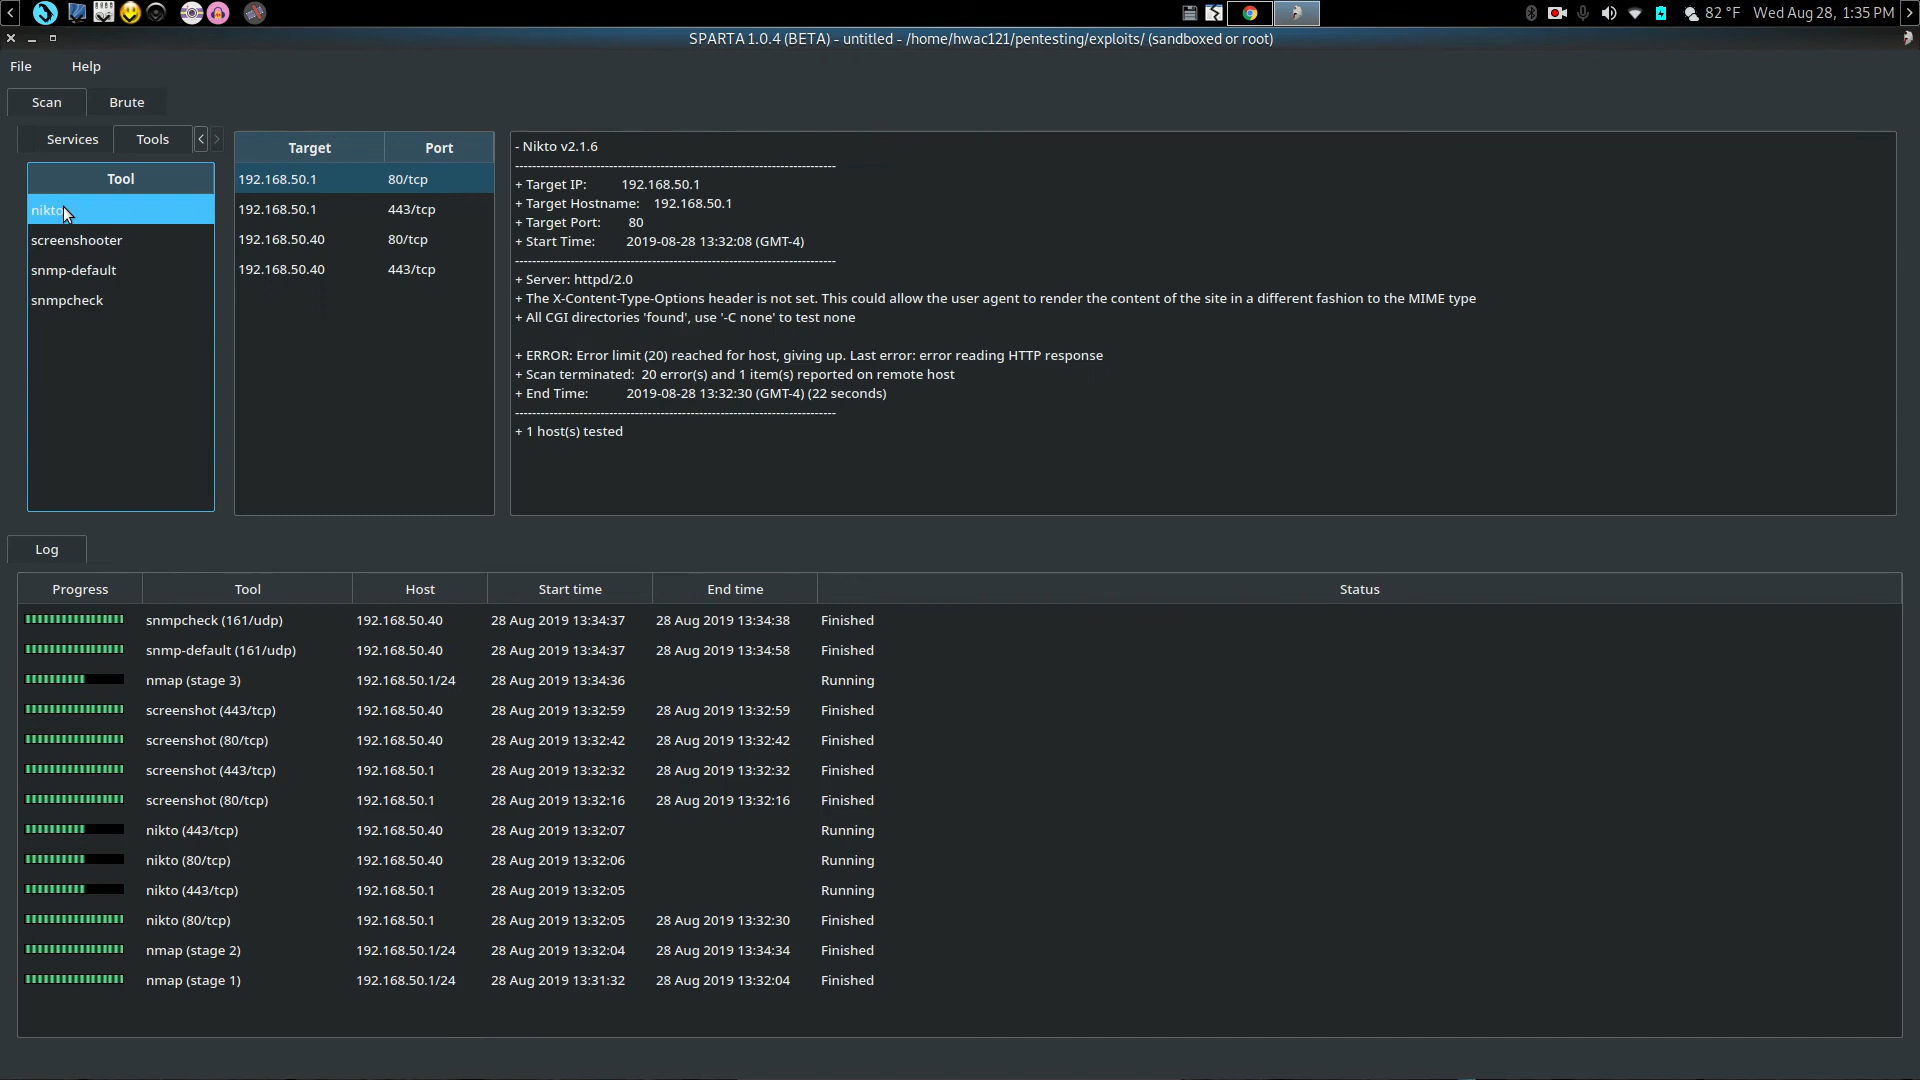 82 °F Wed Aug 28, 1:35 PM
SPARTA 1.0.4 (BETA) - untitled - /home/hwac121/pentesting/exploits/ (sandboxed or root)
File Help
Scan Brute
Services Tools
Tool
nikto
screenshooter
snmp-default
snmpcheck
Target Port
192.168.50.1 80/tcp
192.168.50.1 443/tcp
192.168.50.40 80/tcp
192.168.50.40 443/tcp
- Nikto v2.1.6
---------------------------------------------------------------------------
+ Target IP: 192.168.50.1
+ Target Hostname: 192.168.50.1
+ Target Port: 80
+ Start Time: 2019-08-28 13:32:08 (GMT-4)
---------------------------------------------------------------------------
+ Server: httpd/2.0
+ The X-Content-Type-Options header is not set. This could allow the user agent to render the content of the site in a different fashion to the MIME type
+ All CGI directories 'found', use '-C none' to test none
+ ERROR: Error limit (20) reached for host, giving up. Last error: error reading HTTP response
+ Scan terminated: 20 error(s) and 1 item(s) reported on remote host
+ End Time: 2019-08-28 13:32:30 (GMT-4) (22 seconds)
---------------------------------------------------------------------------
+ 1 host(s) tested
Log
Progress Tool Host Start time End time Status
snmpcheck (161/udp) 192.168.50.40 28 Aug 2019 13:34:37 28 Aug 2019 13:34:38 Finished
snmp-default (161/udp) 192.168.50.40 28 Aug 2019 13:34:37 28 Aug 2019 13:34:58 Finished
nmap (stage 3) 192.168.50.1/24 28 Aug 2019 13:34:36 Running
screenshot (443/tcp) 192.168.50.40 28 Aug 2019 13:32:59 28 Aug 2019 13:32:59 Finished
screenshot (80/tcp) 192.168.50.40 28 Aug 2019 13:32:42 28 Aug 2019 13:32:42 Finished
screenshot (443/tcp) 192.168.50.1 28 Aug 2019 13:32:32 28 Aug 2019 13:32:32 Finished
screenshot (80/tcp) 192.168.50.1 28 Aug 2019 13:32:16 28 Aug 2019 13:32:16 Finished
nikto (443/tcp) 192.168.50.40 28 Aug 2019 13:32:07 Running
nikto (80/tcp) 192.168.50.40 28 Aug 2019 13:32:06 Running
nikto (443/tcp) 192.168.50.1 28 Aug 2019 13:32:05 Running
nikto (80/tcp) 192.168.50.1 28 Aug 2019 13:32:05 28 Aug 2019 13:32:30 Finished
nmap (stage 2) 192.168.50.1/24 28 Aug 2019 13:32:04 28 Aug 2019 13:34:34 Finished
nmap (stage 1) 192.168.50.1/24 28 Aug 2019 13:31:32 28 Aug 2019 13:32:04 Finished